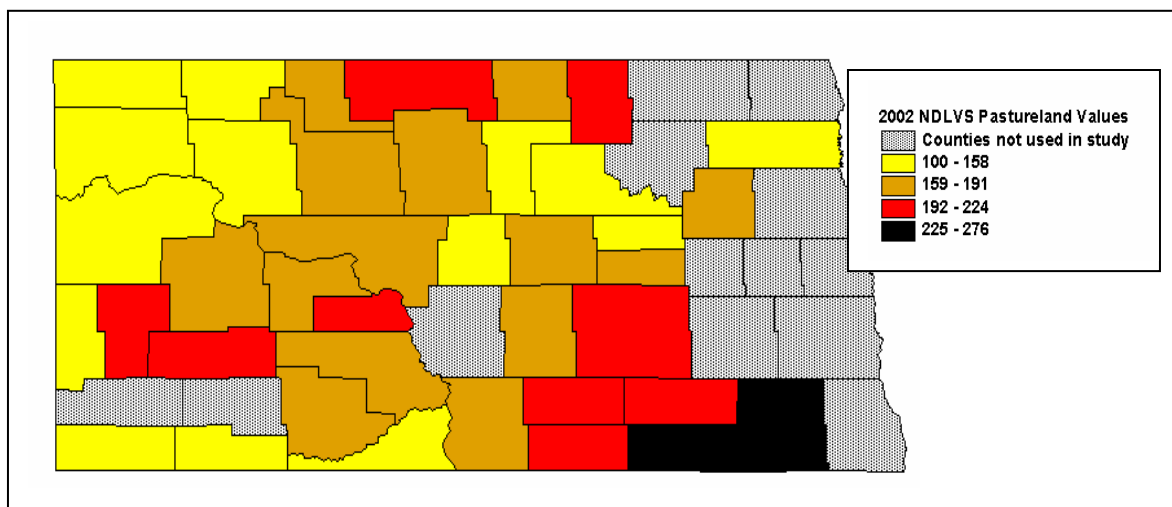 2002 NDLVS Pastureland Values
Counties not used in study
100 - 158
159 - 191
192 - 224
225 - 276